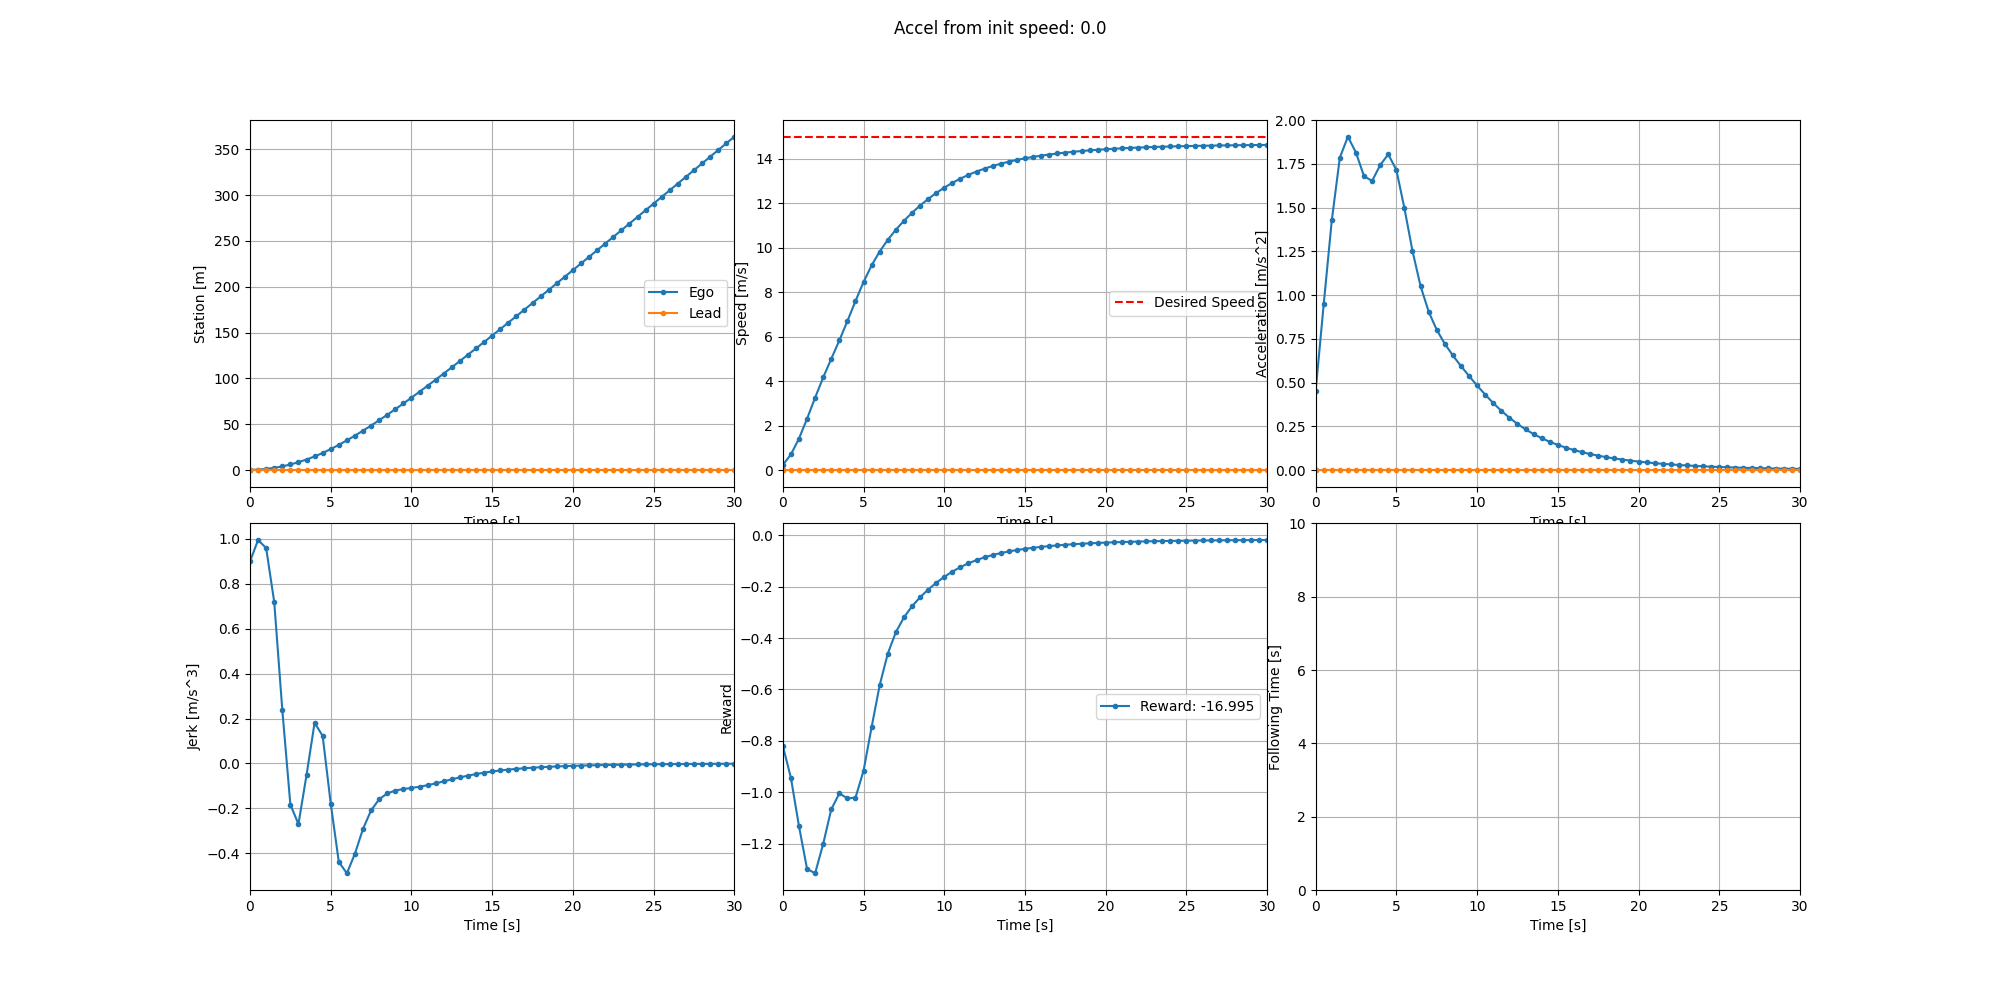 Accel from init speed: 0.0
Station [m]
350
300
250
200
150
100
50
0
0 5 10 15 20 25 30
Time [s]
Ego
Lead
Speed [m/s]
14
12
10
8
6
4
2
0
0 5 10 15 20 25 30
Time [s]
Desired Speed
Acceleration [m/s^2]
2.00
1.75
1.50
1.25
1.00
0.75
0.50
0.25
0.00
0 5 10 15 20 25 30
Time [s]
Jerk [m/s^3]
1.0
0.8
0.6
0.4
0.2
0.0
−0.2
−0.4
0 5 10 15 20 25 30
Time [s]
Reward
0.0
−0.2
−0.4
−0.6
−0.8
−1.0
−1.2
0 5 10 15 20 25 30
Time [s]
Reward: -16.995
Following Time [s]
10
8
6
4
2
0
0 5 10 15 20 25 30
Time [s]